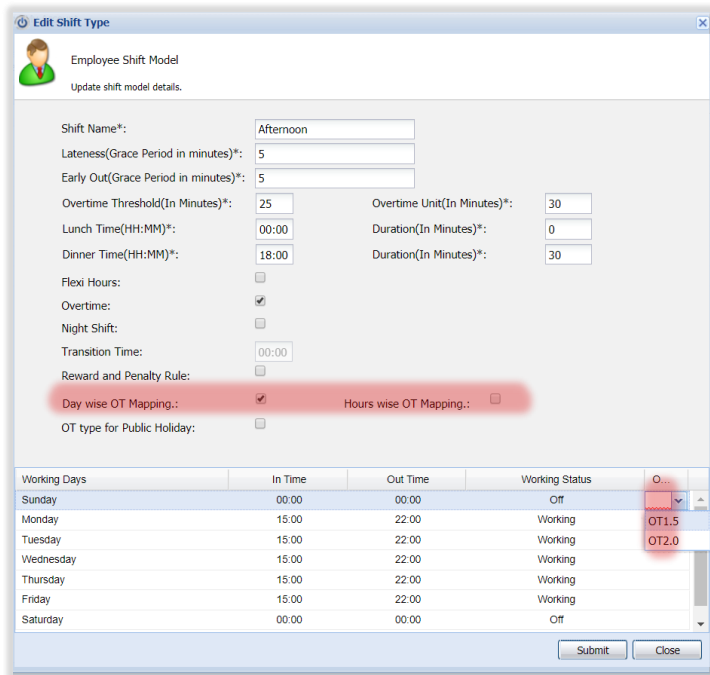 Edit Shift Type
Employee Shift Model
Update shift model details.
Shift Name*: Afternoon
Lateness(Grace Period in minutes)*: 5
Early Out(Grace Period in minutes)*: 5
Overtime Threshold(In Minutes)*: 25 Overtime Unit(In Minutes)*: 30
Lunch Time(HH:MM)*: 00:00 Duration(In Minutes)*: 0
Dinner Time(HH:MM)*: 18:00 Duration(In Minutes)*: 30
Flexi Hours:
Overtime:
Night Shift:
Transition Time: 00:00
Reward and Penalty Rule:
Day wise OT Mapping.: Hours wise OT Mapping.:
OT type for Public Holiday:
Working Days In Time Out Time Working Status O...
Sunday 00:00 00:00 Off
Monday 15:00 22:00 Working OT1.5
Tuesday 15:00 22:00 Working OT2.0
Wednesday 15:00 22:00 Working
Thursday 15:00 22:00 Working
Friday 15:00 22:00 Working
Saturday 00:00 00:00 Off
Submit Close